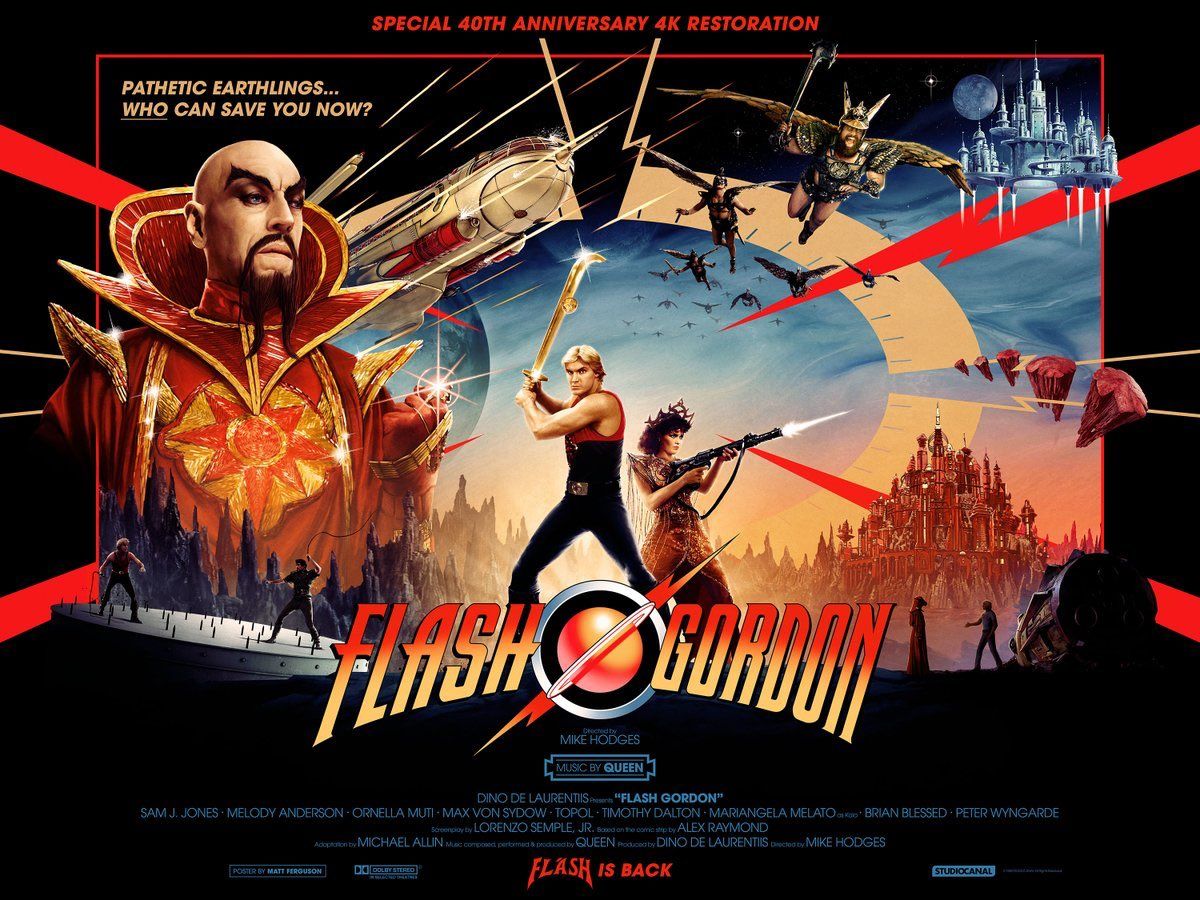 SPECIAL 40TH ANNIVERSARY 4K RESTORATION
PATHETIC EARTHLINGS...
WHO CAN SAVE YOU NOW?
FLASH GORDON
Directed by
MIKE HODGES
MUSIC BY QUEEN
DINO DE LAURENTIIS Presents "FLASH GORDON"
SAM J. JONES · MELODY ANDERSON · ORNELLA MUTI · MAX VON SYDOW · TOPOL · TIMOTHY DALTON · MARIANGELA MELATO as Kala · BRIAN BLESSED · PETER WYNGARDE
Screenplay by LORENZO SEMPLE, JR. Based on the comic strip by ALEX RAYMOND
Adaptation by MICHAEL ALLIN Music composed, performed & produced by QUEEN Produced by DINO DE LAURENTIIS Directed by MIKE HODGES
POSTER BY MATT FERGUSON
DOLBY STEREO
IN SELECTED THEATRES
FLASH IS BACK
STUDIOCANAL